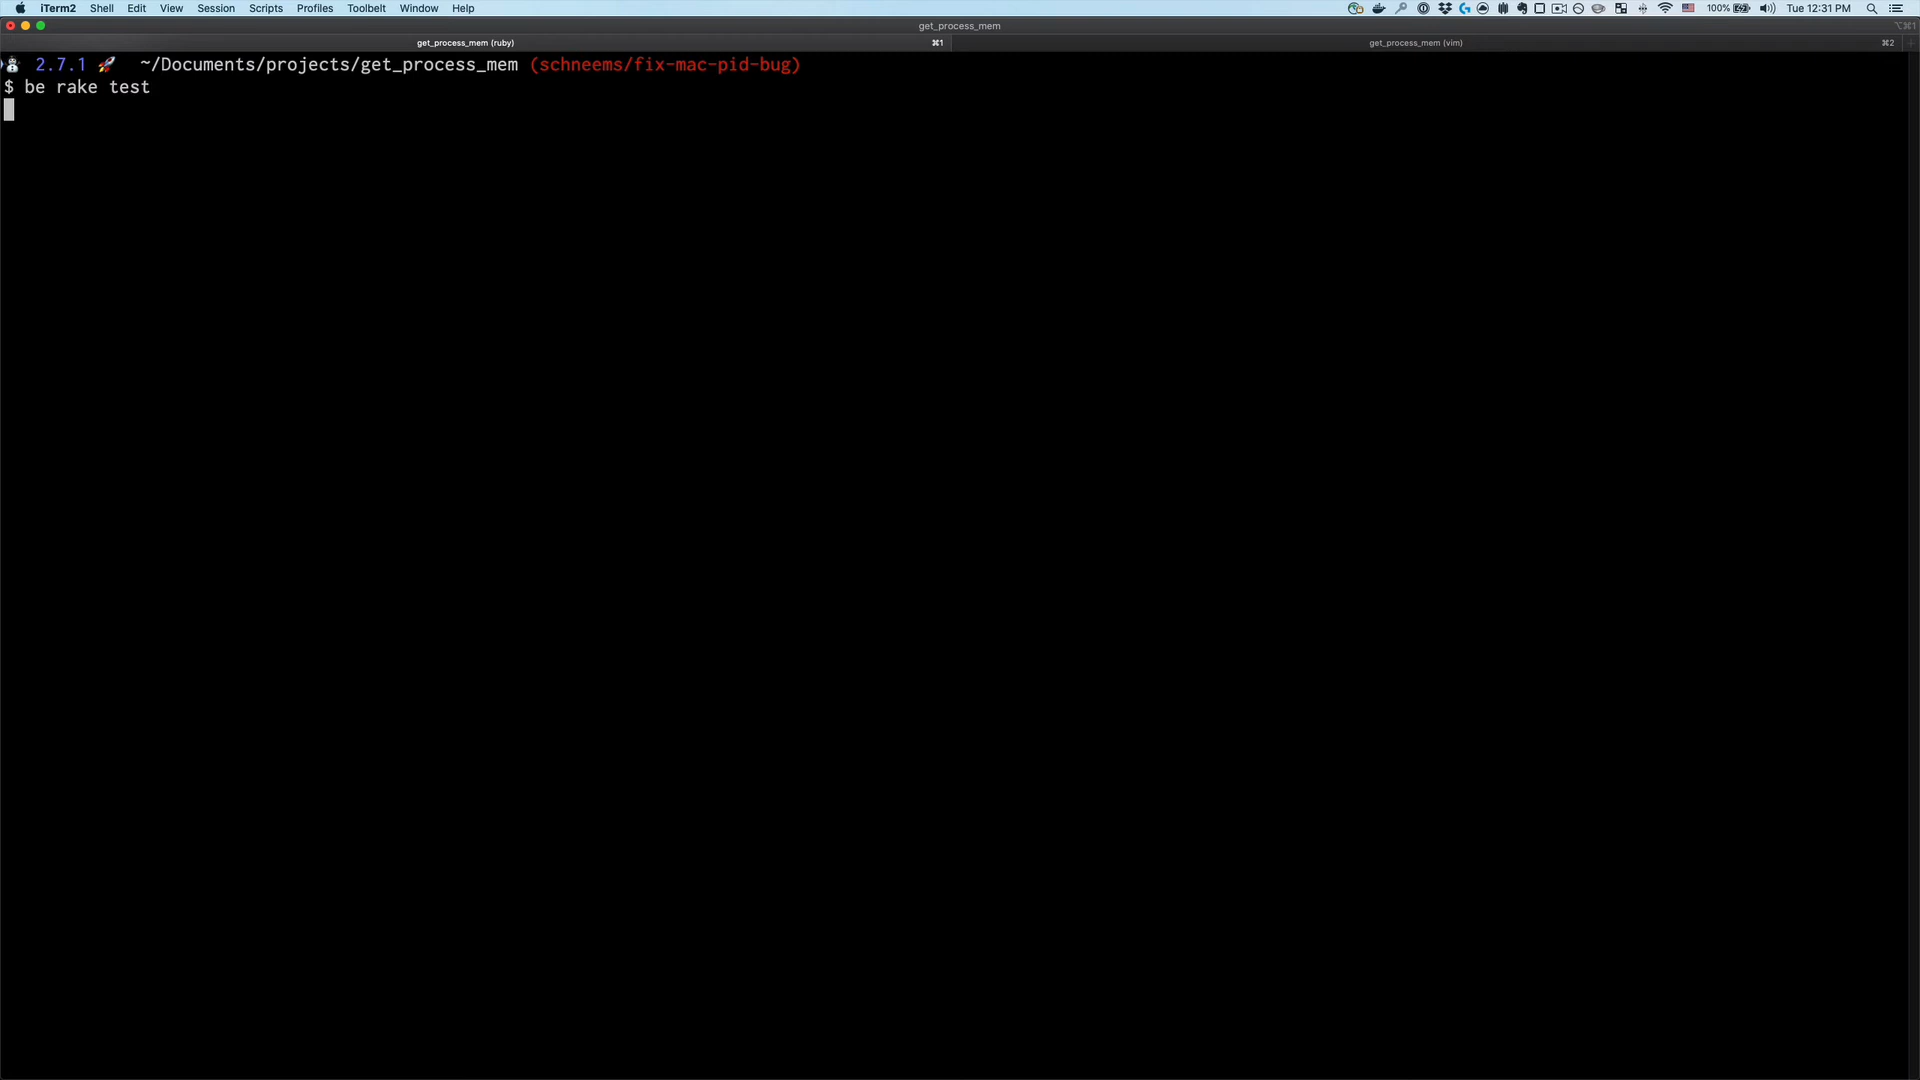 iTerm2 Shell Edit View Session Scripts Profiles Toolbelt Window Help 100% Tue 12:31 PM
get_process_mem ⌥⌘1
get_process_mem (ruby) ⌘1 get_process_mem (vim) ⌘2
2.7.1 ~/Documents/projects/get_process_mem (schneems/fix-mac-pid-bug)
$ be rake test